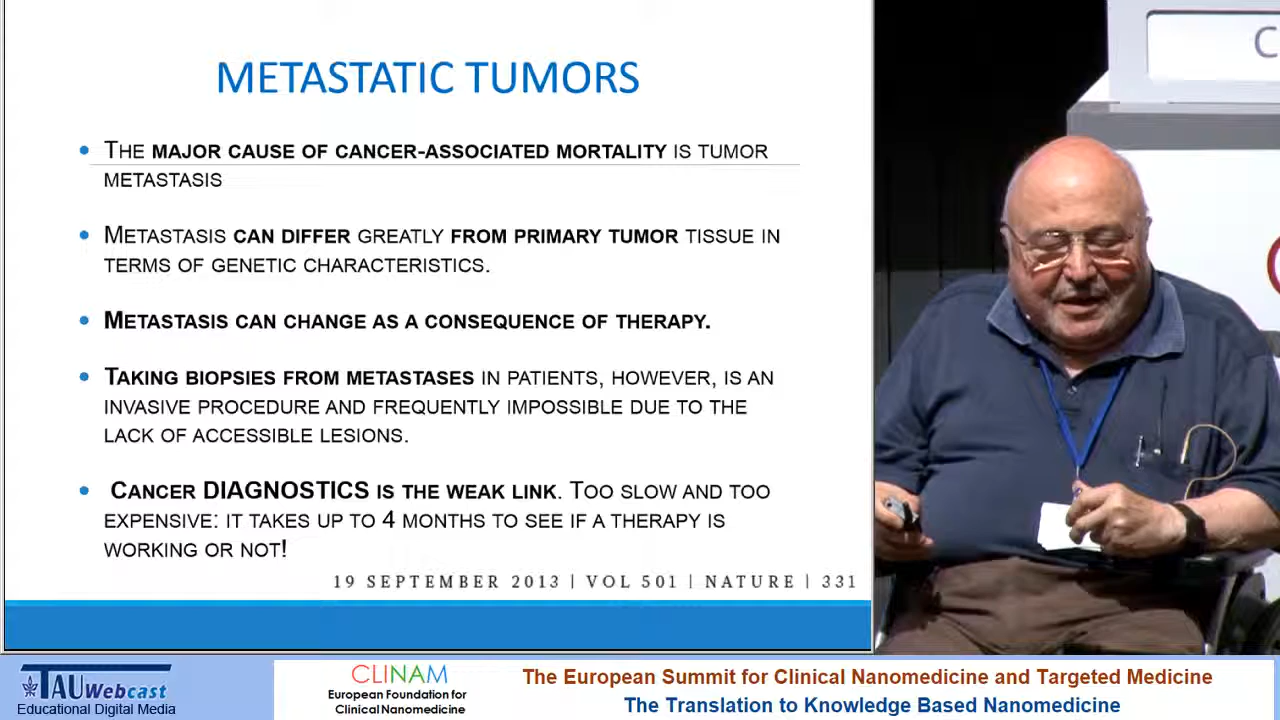 METASTATIC TUMORS
• THE MAJOR CAUSE OF CANCER-ASSOCIATED MORTALITY IS TUMOR
METASTASIS
• METASTASIS CAN DIFFER GREATLY FROM PRIMARY TUMOR TISSUE IN
TERMS OF GENETIC CHARACTERISTICS.
• METASTASIS CAN CHANGE AS A CONSEQUENCE OF THERAPY.
• TAKING BIOPSIES FROM METASTASES IN PATIENTS, HOWEVER, IS AN
INVASIVE PROCEDURE AND FREQUENTLY IMPOSSIBLE DUE TO THE
LACK OF ACCESSIBLE LESIONS.
• CANCER DIAGNOSTICS IS THE WEAK LINK. TOO SLOW AND TOO
EXPENSIVE: IT TAKES UP TO 4 MONTHS TO SEE IF A THERAPY IS
WORKING OR NOT!
19 SEPTEMBER 2013 | VOL 501 | NATURE | 331
C
TAU Webcast
Educational Digital Media
CLINAM
European Foundation for
Clinical Nanomedicine
The European Summit for Clinical Nanomedicine and Targeted Medicine
The Translation to Knowledge Based Nanomedicine